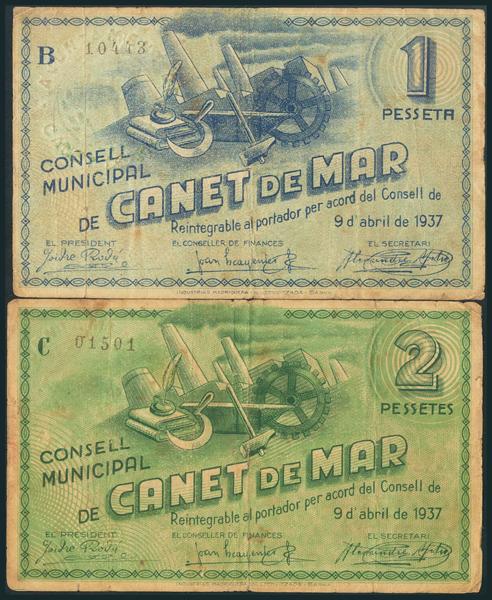 B 10443
1
PESSETA
CONSELL
MUNICIPAL
DE CANET DE MAR
Reintegrable al portador per acord del Consell de
9 d'abril de 1937
EL PRESIDENT EL CONSELLER DE FINANCES EL SECRETARI
C 01501
2
PESSETES
CONSELL
MUNICIPAL
DE CANET DE MAR
Reintegrable al portador per acord del Consell de
9 d'abril de 1937
EL PRESIDENT EL CONSELLER DE FINANCES EL SECRETARI